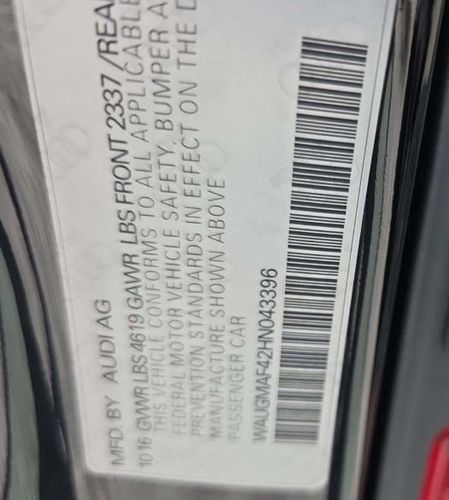 MFD. BY AUDI AG
10 16 GVWR LBS 4619 GAWR LBS FRONT 2337 /REAR
THIS VEHICLE CONFORMS TO ALL APPLICABLE
FEDERAL MOTOR VEHICLE SAFETY, BUMPER A
PREVENTION STANDARDS IN EFFECT ON THE D
MANUFACTURE SHOWN ABOVE
PASSENGER CAR
WAUGMAF42HN043396